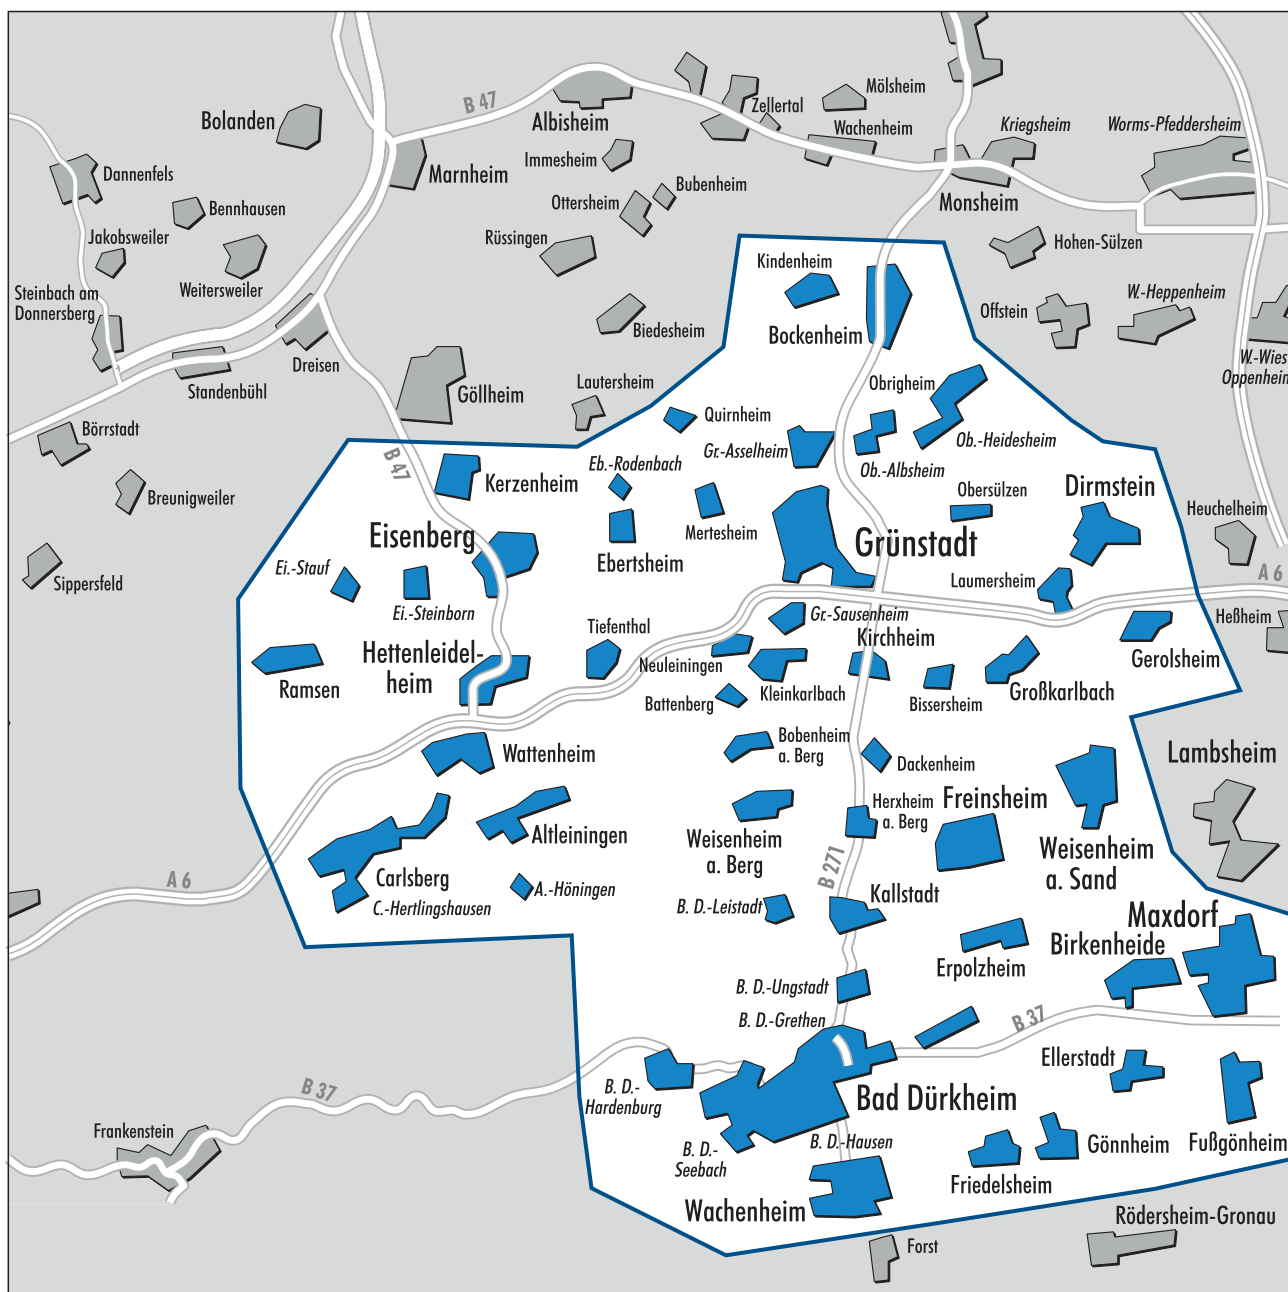 B 47
Mölsheim
Zellertal
Bolanden
Albisheim
Wachenheim
Kriegsheim
Worms-Pfeddersheim
Immesheim
Dannenfels
Marnheim
Bubenheim
Ottersheim
Monsheim
Bennhausen
Jakobsweiler
Rüssingen
Hohen-Sülzen
Kindenheim
Steinbach am
Donnersberg
Weitersweiler
W.-Heppenheim
Offstein
Biedesheim
Bockenheim
W.-Wies
Oppenheim
Dreisen
Standenbühl
Göllheim
Lautersheim
Obrigheim
Quirnheim
Börrstadt
Gr.-Asselheim
Ob.-Heidesheim
B 47
Eb.-Rodenbach
Ob.-Albsheim
Kerzenheim
Breunigweiler
Obersülzen
Dirmstein
Heuchelheim
Mertesheim
Eisenberg
Grünstadt
Ebertsheim
Ei.-Stauf
Sippersfeld
Laumersheim
A 6
Ei.-Steinborn
Gr.-Sausenheim
Heßheim
Tiefenthal
Kirchheim
Hettenleidel-
heim
Neuleiningen
Gerolsheim
Ramsen
Kleinkarlbach
Großkarlbach
Battenberg
Bissersheim
Bobenheim
a. Berg
Wattenheim
Dackenheim
Lambsheim
Herxheim
a. Berg
Freinsheim
Altleiningen
Weisenheim
a. Berg
Weisenheim
a. Sand
B 271
Carlsberg
A 6
A.-Höningen
Kallstadt
C.-Hertlingshausen
B. D.-Leistadt
Maxdorf
Birkenheide
Erpolzheim
B. D.-Ungstadt
B. D.-Grethen
B 37
Ellerstadt
B 37
B. D.-
Hardenburg
Bad Dürkheim
Frankenstein
B. D.-Hausen
Gönnheim
Fußgönheim
B. D.-
Seebach
Friedelsheim
Wachenheim
Rödersheim-Gronau
Forst